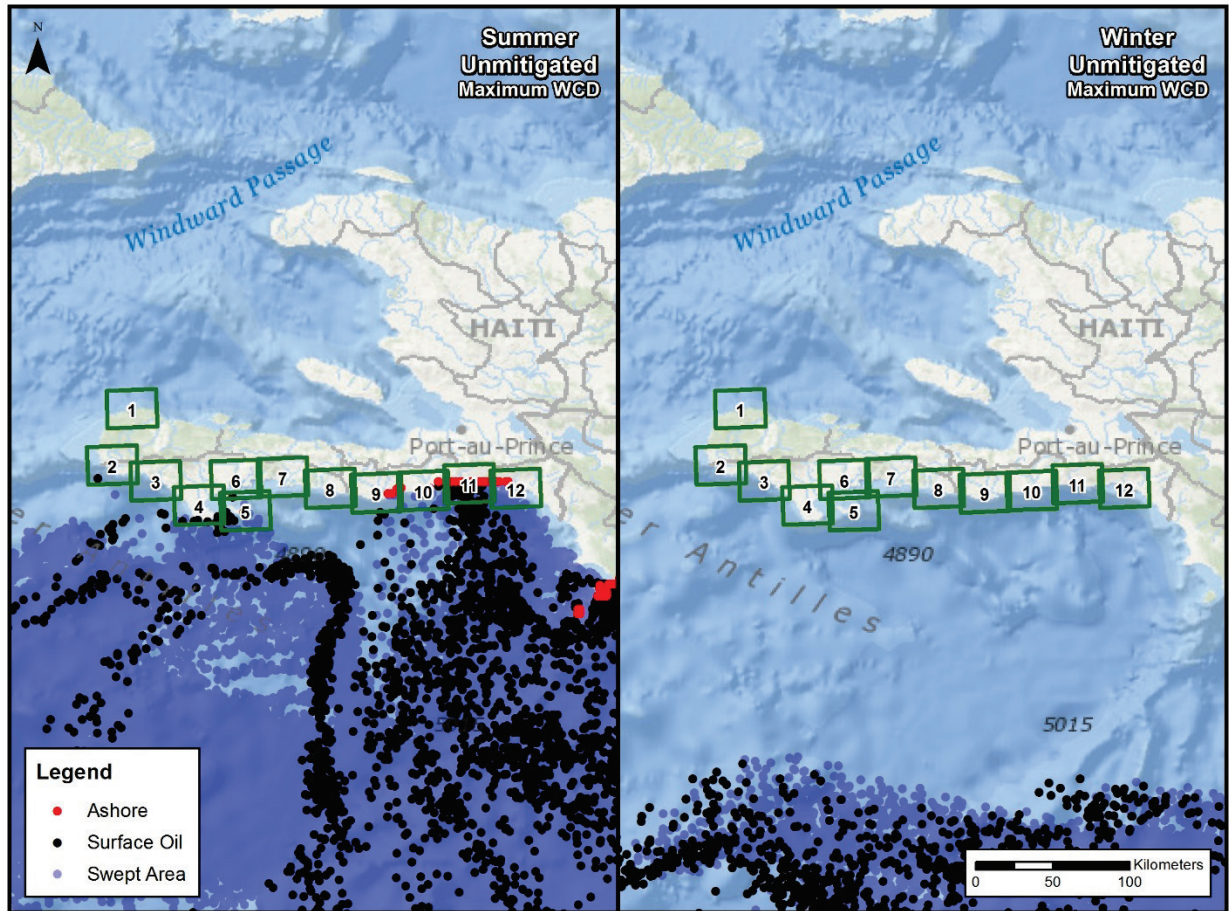 N
Summer
Unmitigated
Maximum WCD
Windward Passage
HAITI
Port-au-Prince
1
2
3
4
5
6
7
8
9
10
11
12
4890
Legend
Ashore
Surface Oil
Swept Area
Winter
Unmitigated
Maximum WCD
Windward Passage
HAITI
Port-au-Prince
1
2
3
4
5
6
7
8
9
10
11
12
Antilles
4890
5015
Kilometers
0 50 100